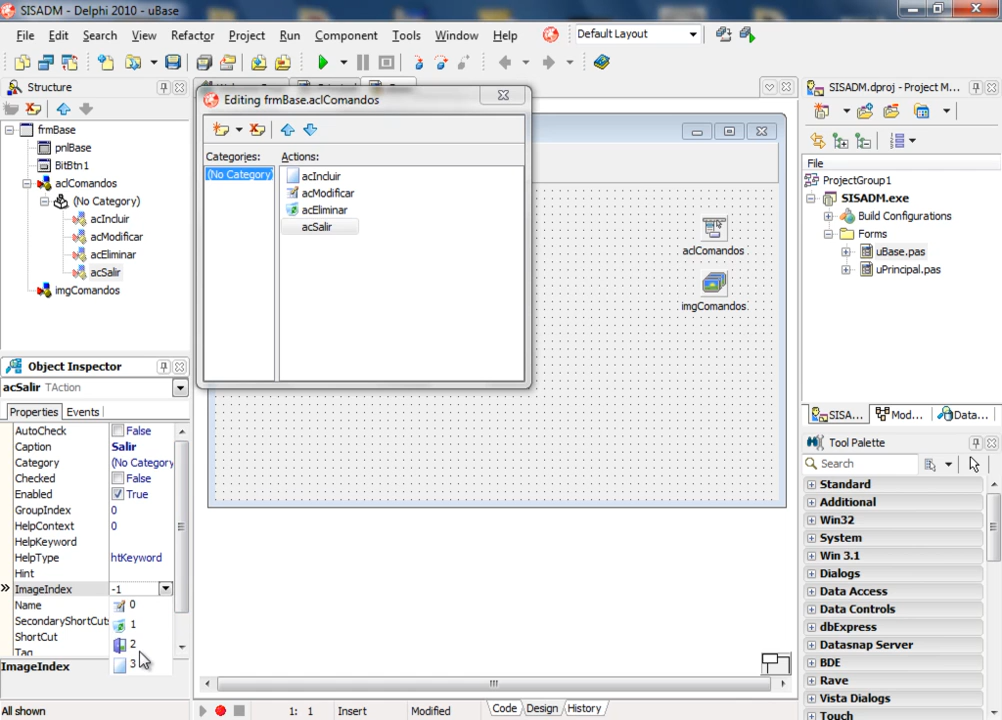 SISADM - Delphi 2010 - uBase
File Edit Search View Refactor Project Run Component Tools Window Help
Default Layout
Structure
frmBase
pnlBase
BitBtn1
aclComandos
(No Category)
acIncluir
acModificar
acEliminar
acSalir
imgComandos
Editing frmBase.aclComandos
Categories: Actions:
(No Category)
acIncluir
acModificar
acEliminar
acSalir
aclComandos
imgComandos
Object Inspector
acSalir TAction
Properties Events
AutoCheck False
Caption Salir
Category (No Category
Checked False
Enabled True
GroupIndex 0
HelpContext 0
HelpKeyword
HelpType htKeyword
Hint
ImageIndex -1
Name 0
SecondaryShortCuts 1
ShortCut 2
Tag 3
ImageIndex
All shown
1: 1 Insert Modified Code Design History
SISADM.dproj - Project M...
File
ProjectGroup1
SISADM.exe
Build Configurations
Forms
uBase.pas
uPrincipal.pas
SISA... Mod... Data...
Tool Palette
Search
Standard
Additional
Win32
System
Win 3.1
Dialogs
Data Access
Data Controls
dbExpress
Datasnap Server
BDE
Rave
Vista Dialogs
Touch